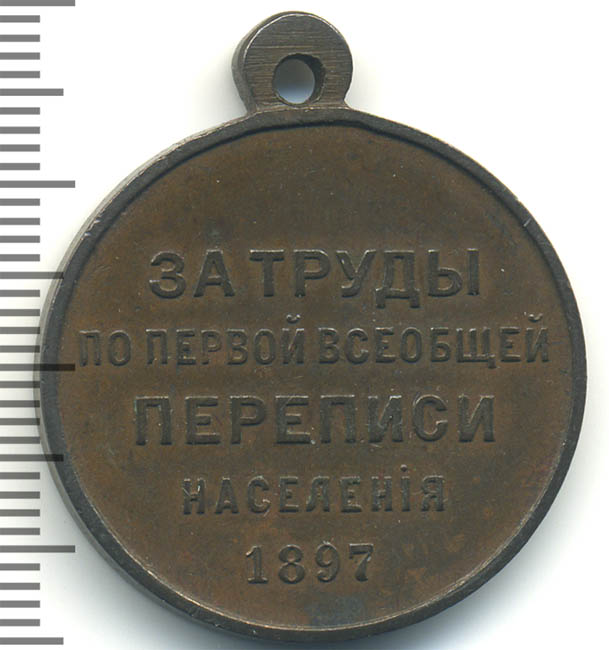 ЗА ТРУДЫ
ПО ПЕРВОЙ ВСЕОБЩЕЙ
ПЕРЕПИСИ
НАСЕЛЕНІЯ
1897